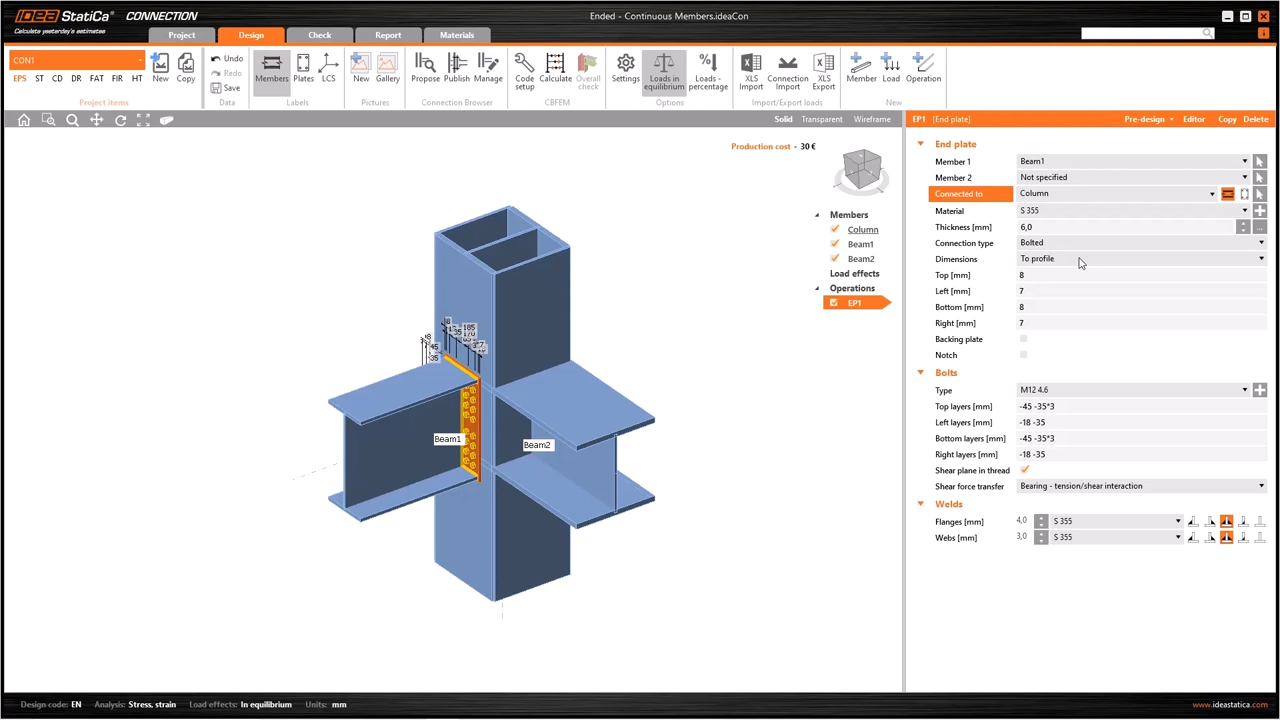 IDEA StatiCa® CONNECTION
Calculate yesterday's estimates
Ended - Continuous Members.ideaCon
Project Design Check Report Materials
CON1
EPS ST CD DR FAT FIR HT
New Copy
Undo
Redo
Save
Members Plates LCS
New Gallery
Propose Publish Manage
Code setup Calculate Overall check
Settings Loads in equilibrium Loads - percentage
XLS Import Connection Import XLS Export
Member Load Operation
Project items Data Labels Pictures Connection Browser CBFEM Options Import/Export loads New
Solid Transparent Wireframe
EP1 [End plate] Pre-design Editor Copy Delete
Production cost - 30 €
Members
Column
Beam1
Beam2
Load effects
Operations
EP1
185
35
45
35
Beam1
Beam2
End plate
Member 1 Beam1
Member 2 Not specified
Connected to Column
Material S 355
Thickness [mm] 6,0
Connection type Bolted
Dimensions To profile
Top [mm] 8
Left [mm] 7
Bottom [mm] 8
Right [mm] 7
Backing plate
Notch
Bolts
Type M12 4.6
Top layers [mm] -45 -35*3
Left layers [mm] -18 -35
Bottom layers [mm] -45 -35*3
Right layers [mm] -18 -35
Shear plane in thread
Shear force transfer Bearing - tension/shear interaction
Welds
Flanges [mm] 4,0 S 355
Webs [mm] 3,0 S 355
Design code: EN Analysis: Stress, strain Load effects: In equilibrium Units: mm
www.ideastatica.com